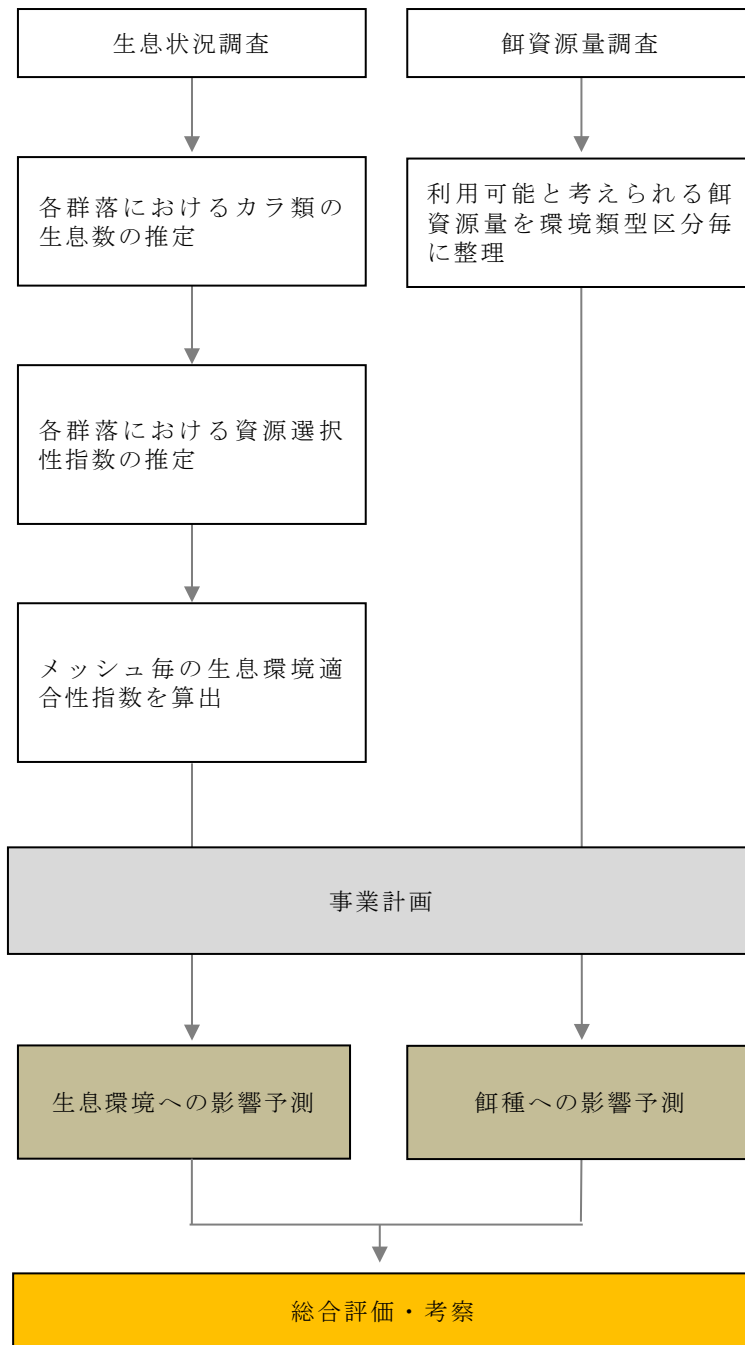 生息状況調査
餌資源量調査
各群落におけるカラ類の
生息数の推定
利用可能と考えられる餌
資源量を環境類型区分毎
に整理
各群落における資源選択
性指数の推定
メッシュ毎の生息環境適
合性指数を算出
事業計画
生息環境への影響予測
餌種への影響予測
総合評価・考察